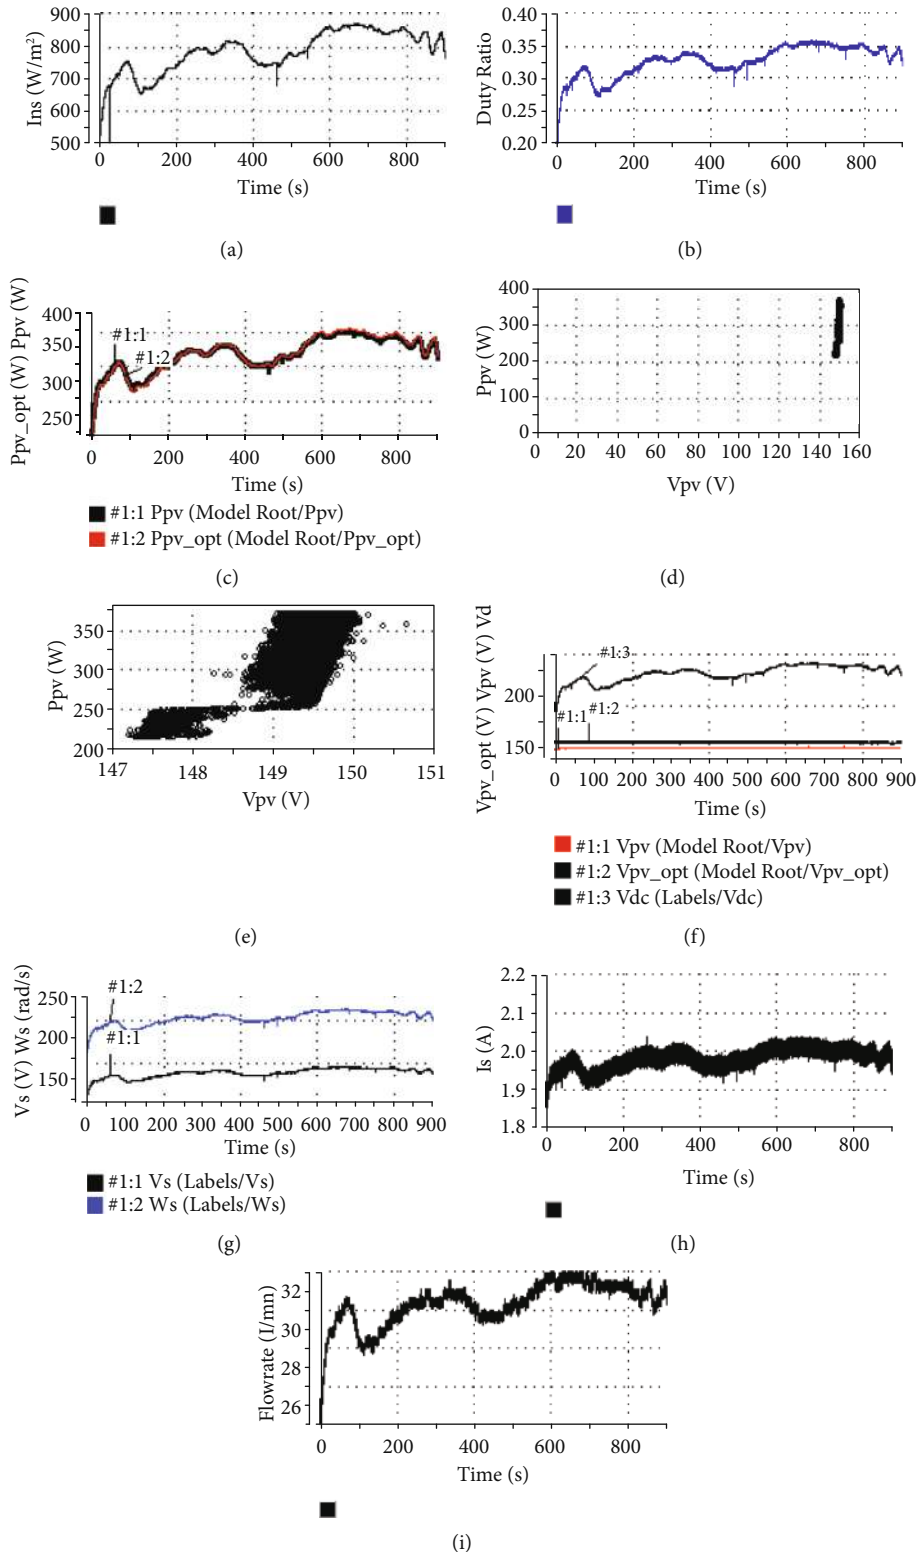 Ins (W/m²)
900
800
700
600
500
0 200 400 600 800
Time (s)
(a)
Duty Ratio
0.40
0.35
0.30
0.25
0.20
0 200 400 600 800
Time (s)
(b)
Ppv_opt (W) Ppv (W)
400
350
300
250
#1:1
#1:2
0 200 400 600 800
Time (s)
#1:1 Ppv (Model Root/Ppv)
#1:2 Ppv_opt (Model Root/Ppv_opt)
(c)
Ppv (W)
400
300
200
100
0
0 20 40 60 80 100 120 140 160
Vpv (V)
(d)
Ppv (W)
350
300
250
200
147 148 149 150 151
Vpv (V)
(e)
Vpv_opt (V) Vpv (V) Vd
200
150
#1:3
#1:1
#1:2
0 100 200 300 400 500 600 700 800 900
Time (s)
#1:1 Vpv (Model Root/Vpv)
#1:2 Vpv_opt (Model Root/Vpv_opt)
#1:3 Vdc (Labels/Vdc)
(f)
Vs (V) Ws (rad/s)
250
200
150
#1:2
#1:1
0 100 200 300 400 500 600 700 800 900
Time (s)
#1:1 Vs (Labels/Vs)
#1:2 Ws (Labels/Ws)
(g)
Is (A)
2.2
2.1
2.0
1.9
1.8
0 200 400 600 800
Time (s)
(h)
Flowrate (I/mn)
32
30
28
26
0 200 400 600 800
Time (s)
(i)